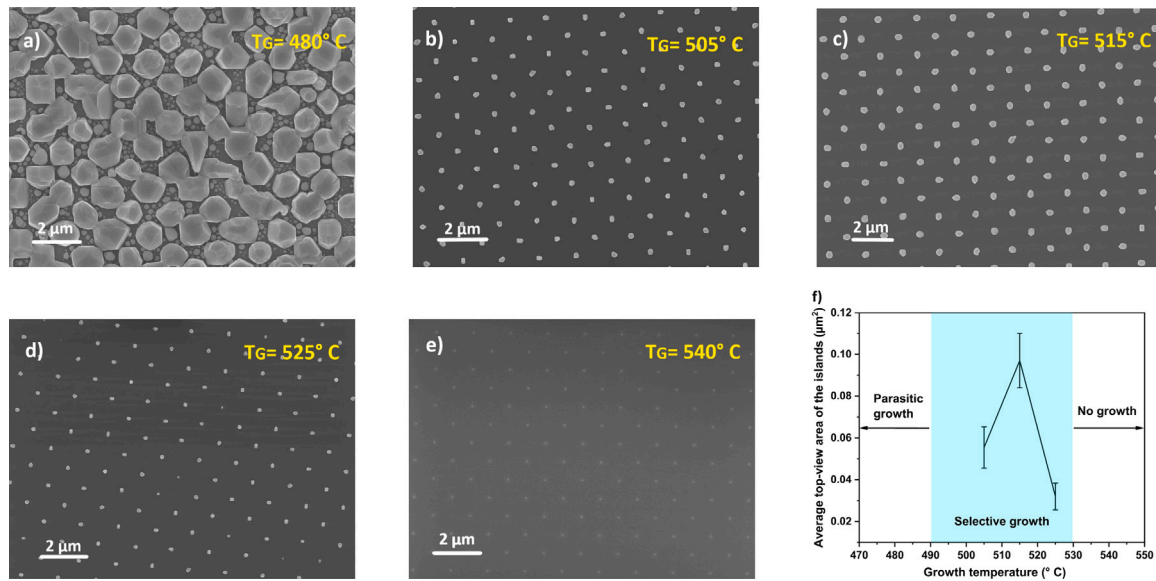 a)
TG= 480° C
2 µm
b)
TG= 505° C
2 µm
c)
TG= 515° C
2 µm
d)
TG= 525° C
2 µm
e)
TG= 540° C
2 µm
f)
Average top-view area of the islands (µm²)
0.12
0.10
0.08
0.06
0.04
0.02
Parasitic
growth
No growth
Selective growth
470 480 490 500 510 520 530 540 550
Growth temperature (° C)